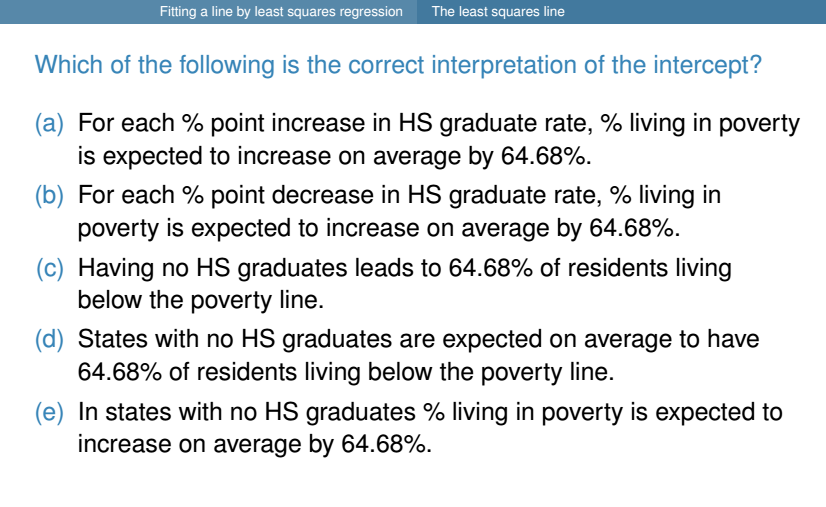 Fitting a line by least squares regression The least squares line
Which of the following is the correct interpretation of the intercept?
(a) For each % point increase in HS graduate rate, % living in poverty
is expected to increase on average by 64.68%.
(b) For each % point decrease in HS graduate rate, % living in
poverty is expected to increase on average by 64.68%.
(c) Having no HS graduates leads to 64.68% of residents living
below the poverty line.
(d) States with no HS graduates are expected on average to have
64.68% of residents living below the poverty line.
(e) In states with no HS graduates % living in poverty is expected to
increase on average by 64.68%.